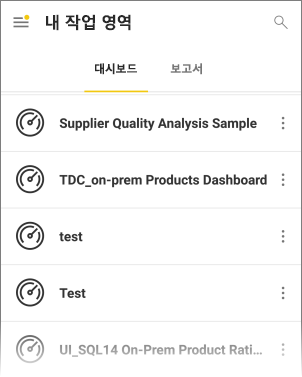 내 작업 영역
대시보드 보고서
Supplier Quality Analysis Sample
TDC_on-prem Products Dashboard
test
Test
UI_SQL14 On-Prem Product Rati...